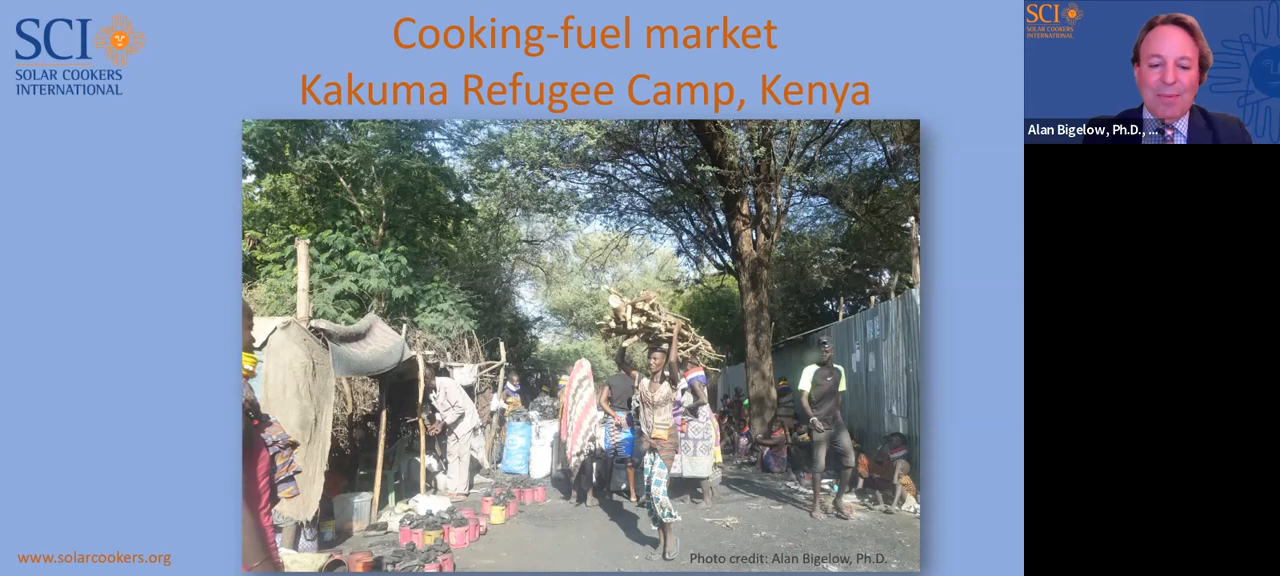 SCI
SOLAR COOKERS
INTERNATIONAL
Cooking-fuel market
Kakuma Refugee Camp, Kenya
www.solarcookers.org
Photo credit: Alan Bigelow, Ph.D.
SCI
SOLAR COOKERS
INTERNATIONAL
Alan Bigelow, Ph.D., ...